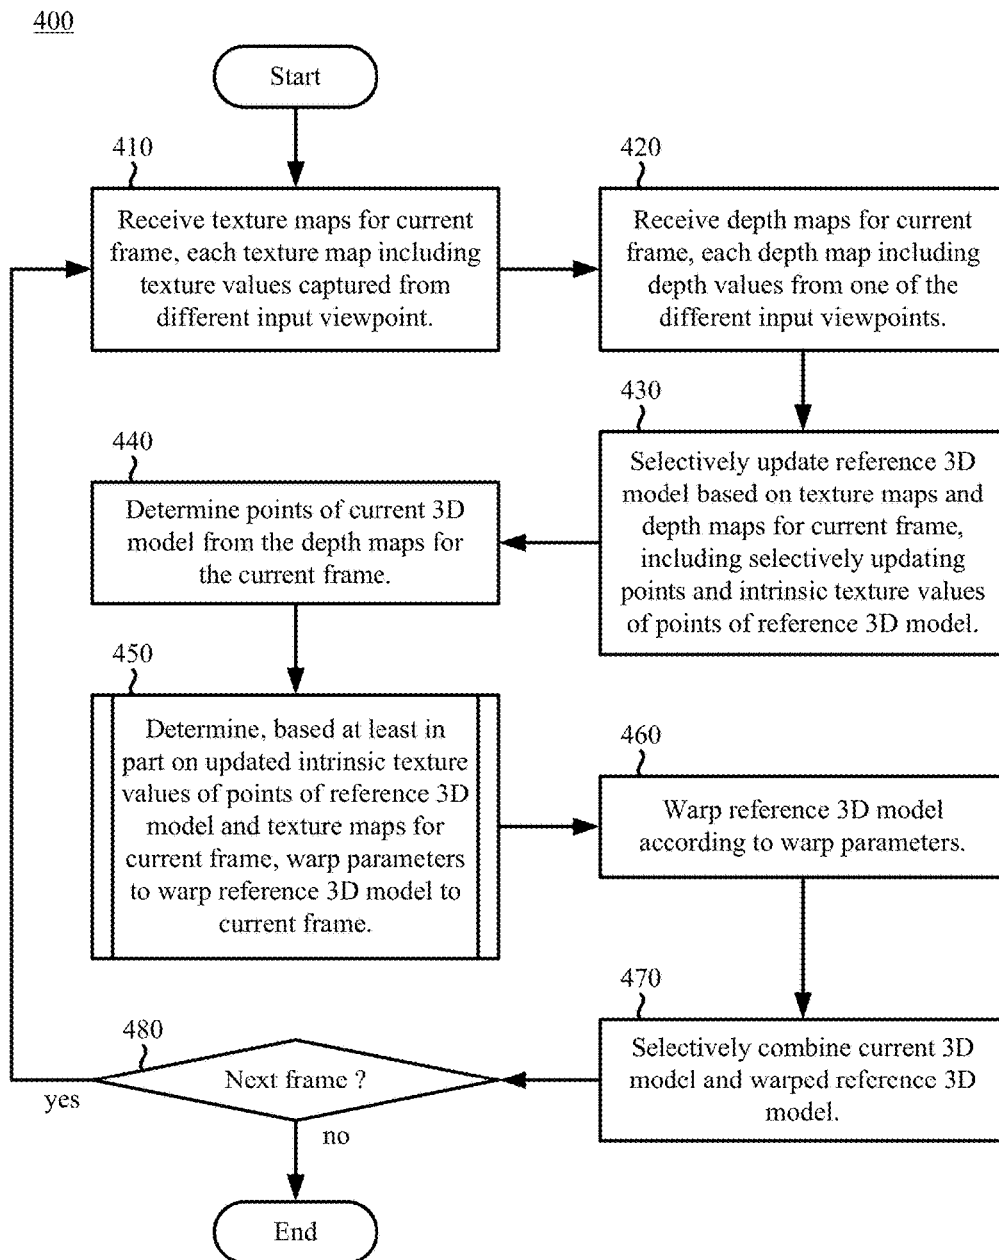 400
Start
410
Receive texture maps for current
frame, each texture map including
texture values captured from
different input viewpoint.
420
Receive depth maps for current
frame, each depth map including
depth values from one of the
different input viewpoints.
430
Selectively update reference 3D
model based on texture maps and
depth maps for current frame,
including selectively updating
points and intrinsic texture values
of points of reference 3D model.
440
Determine points of current 3D
model from the depth maps for
the current frame.
450
Determine, based at least in
part on updated intrinsic texture
values of points of reference 3D
model and texture maps for
current frame, warp parameters
to warp reference 3D model to
current frame.
460
Warp reference 3D model
according to warp parameters.
470
Selectively combine current 3D
model and warped reference 3D
model.
480
Next frame ?
yes
no
End